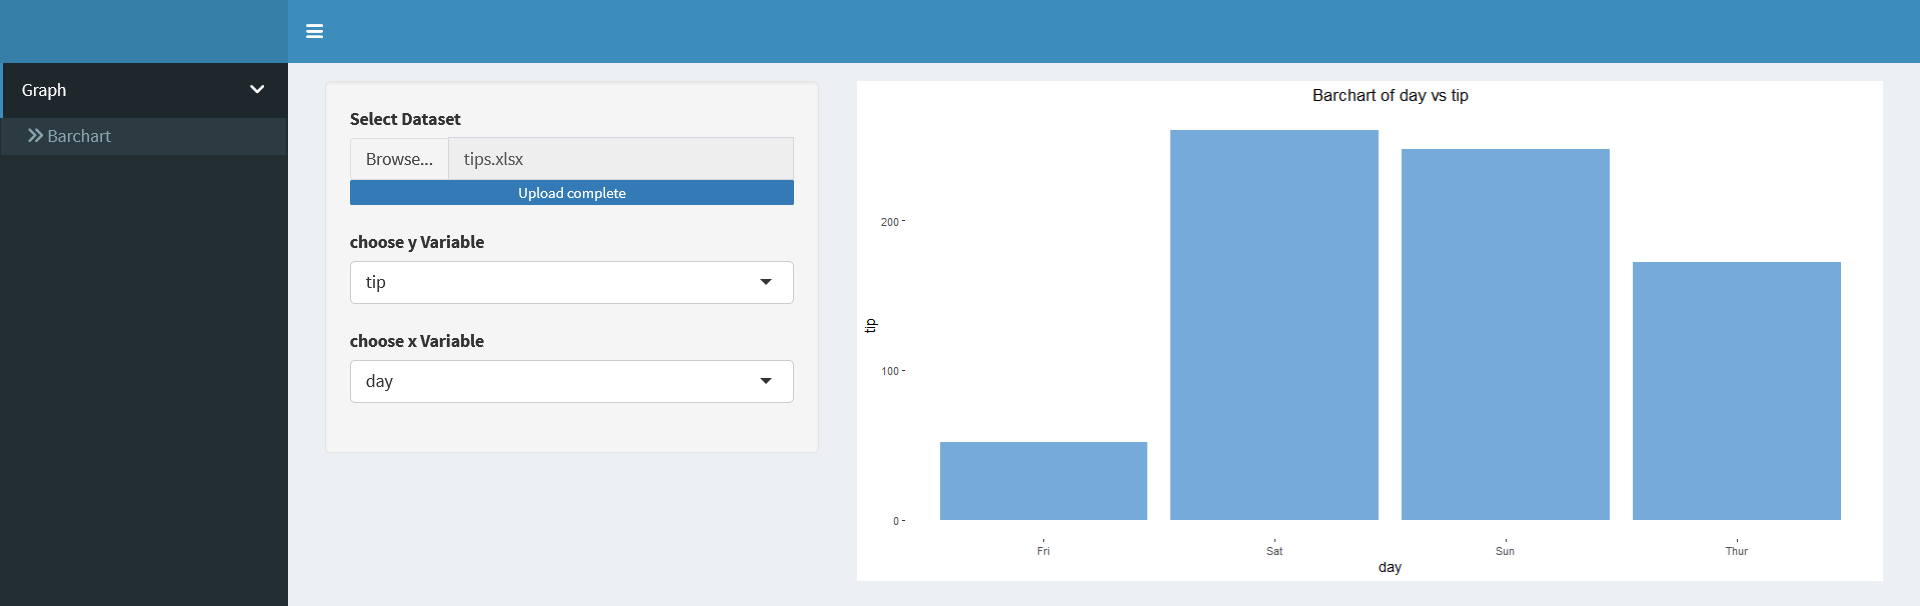 Graph
Barchart
Select Dataset
Browse...
tips.xlsx
Upload complete
choose y Variable
tip
choose x Variable
day
Barchart of day vs tip
200
100
0
tip
Fri
Sat
Sun
Thur
day